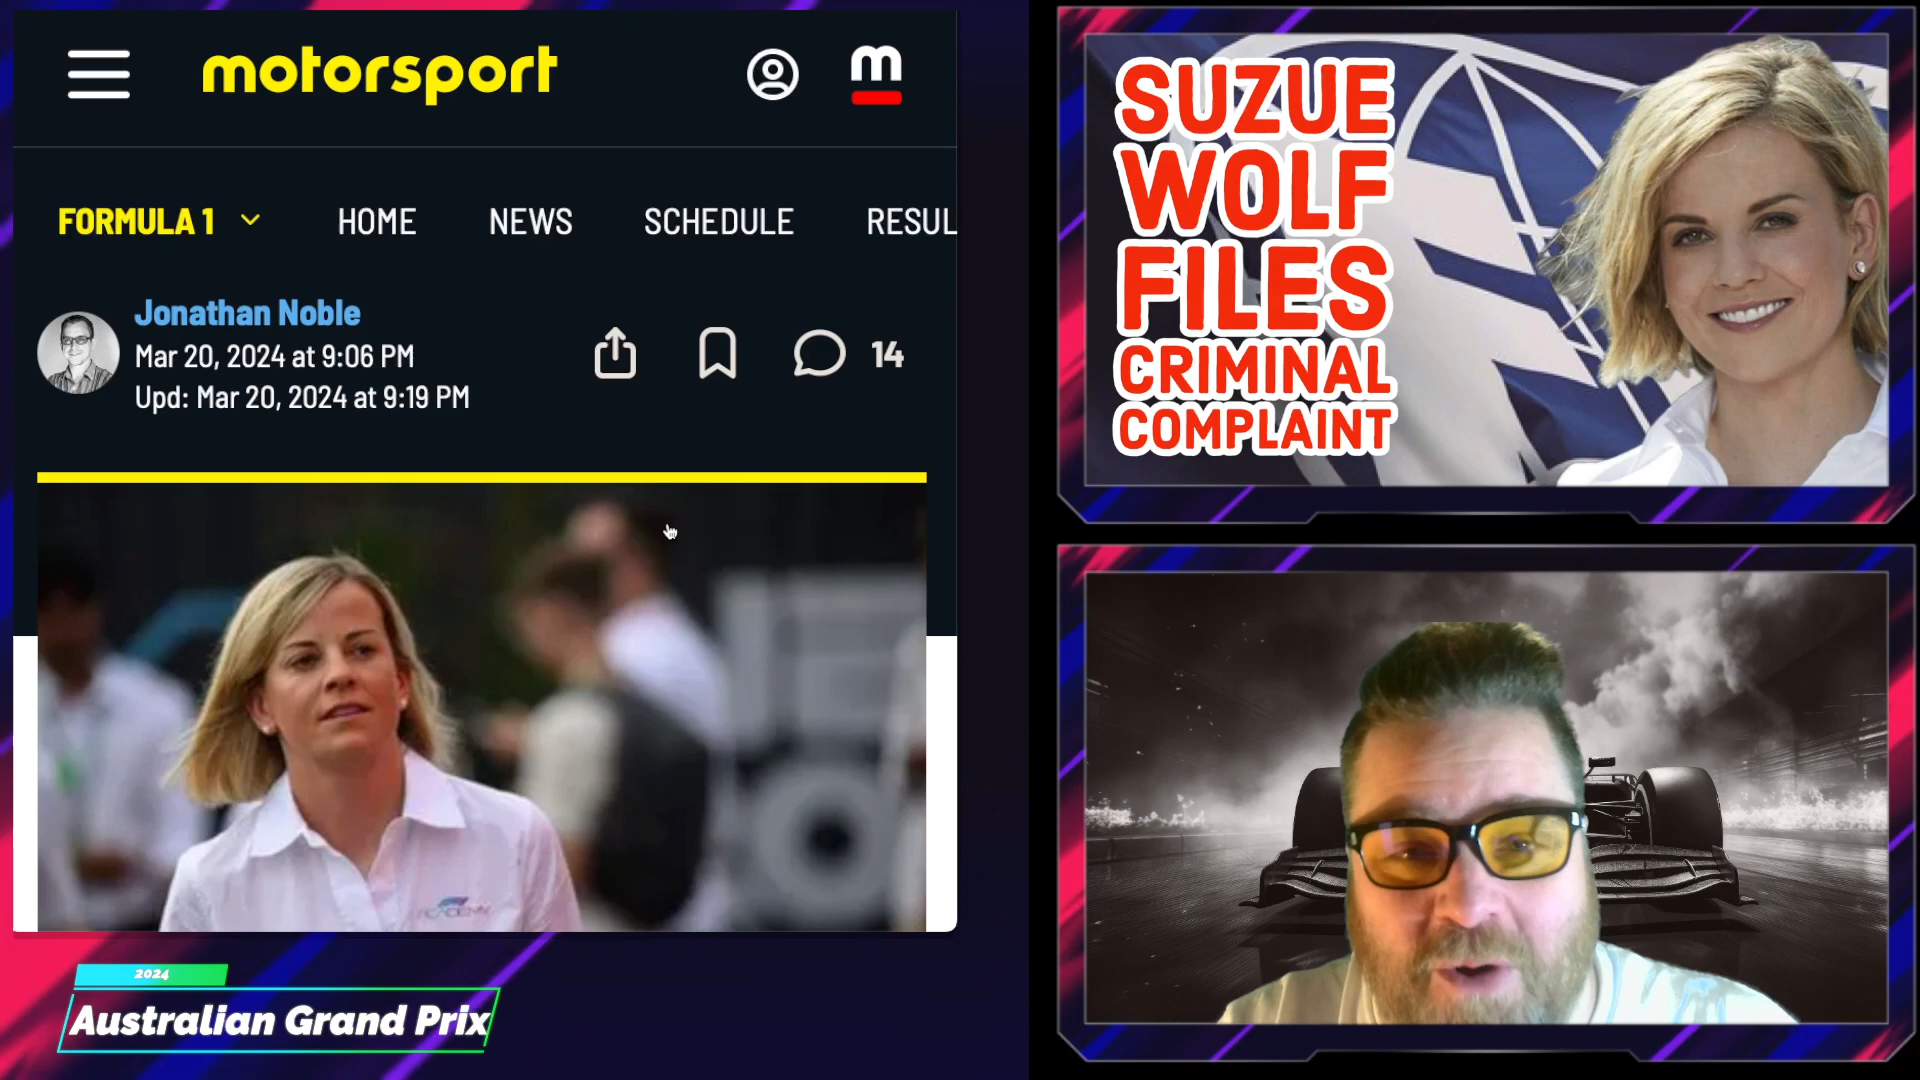 motorsport
m
FORMULA 1 HOME NEWS SCHEDULE RESUL
Jonathan Noble
Mar 20, 2024 at 9:06 PM
Upd: Mar 20, 2024 at 9:19 PM
14
ACADEMY
2024
Australian Grand Prix
SUZUE
WOLF
FILES
CRIMINAL
COMPLAINT